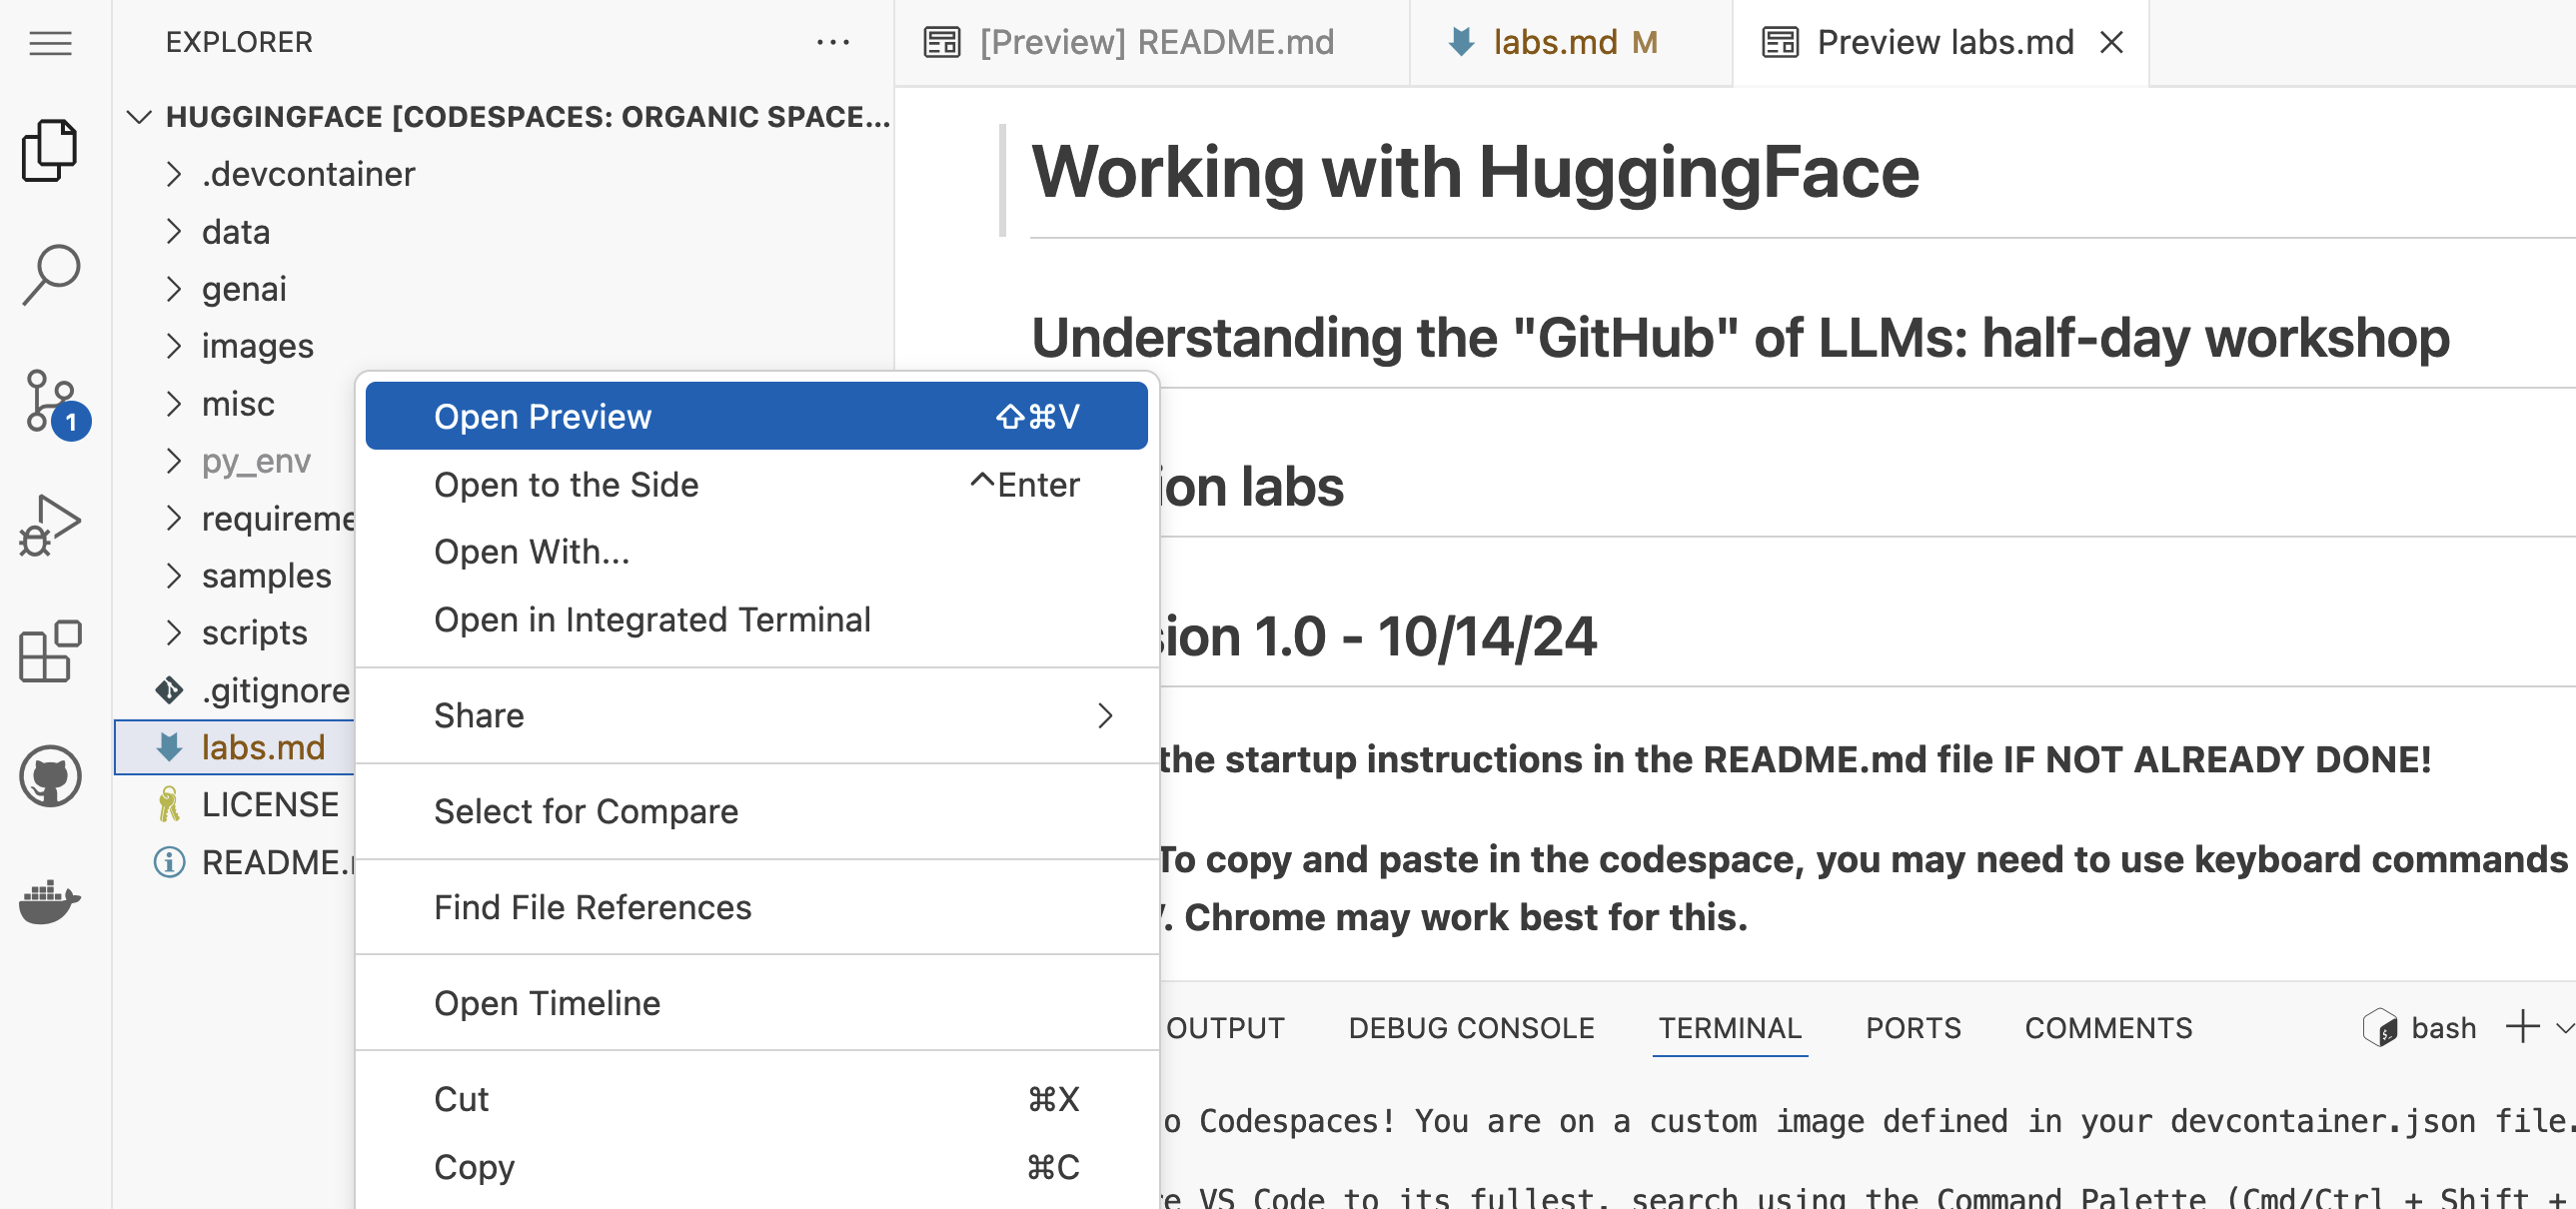 EXPLORER
[Preview] README.md
labs.md M
Preview labs.md
HUGGINGFACE [CODESPACES: ORGANIC SPACE...
.devcontainer
data
genai
images
misc
py_env
requireme
samples
scripts
.gitignore
labs.md
LICENSE
README.
1
Open Preview ⇧⌘V
Open to the Side ^Enter
Open With...
Open in Integrated Terminal
Share
Select for Compare
Find File References
Open Timeline
Cut ⌘X
Copy ⌘C
Working with HuggingFace
Understanding the "GitHub" of LLMs: half-day workshop
ion labs
sion 1.0 - 10/14/24
the startup instructions in the README.md file IF NOT ALREADY DONE!
To copy and paste in the codespace, you may need to use keyboard commands
. Chrome may work best for this.
OUTPUT DEBUG CONSOLE TERMINAL PORTS COMMENTS
bash
o Codespaces! You are on a custom image defined in your devcontainer.json file.
e VS Code to its fullest, search using the Command Palette (Cmd/Ctrl + Shift +